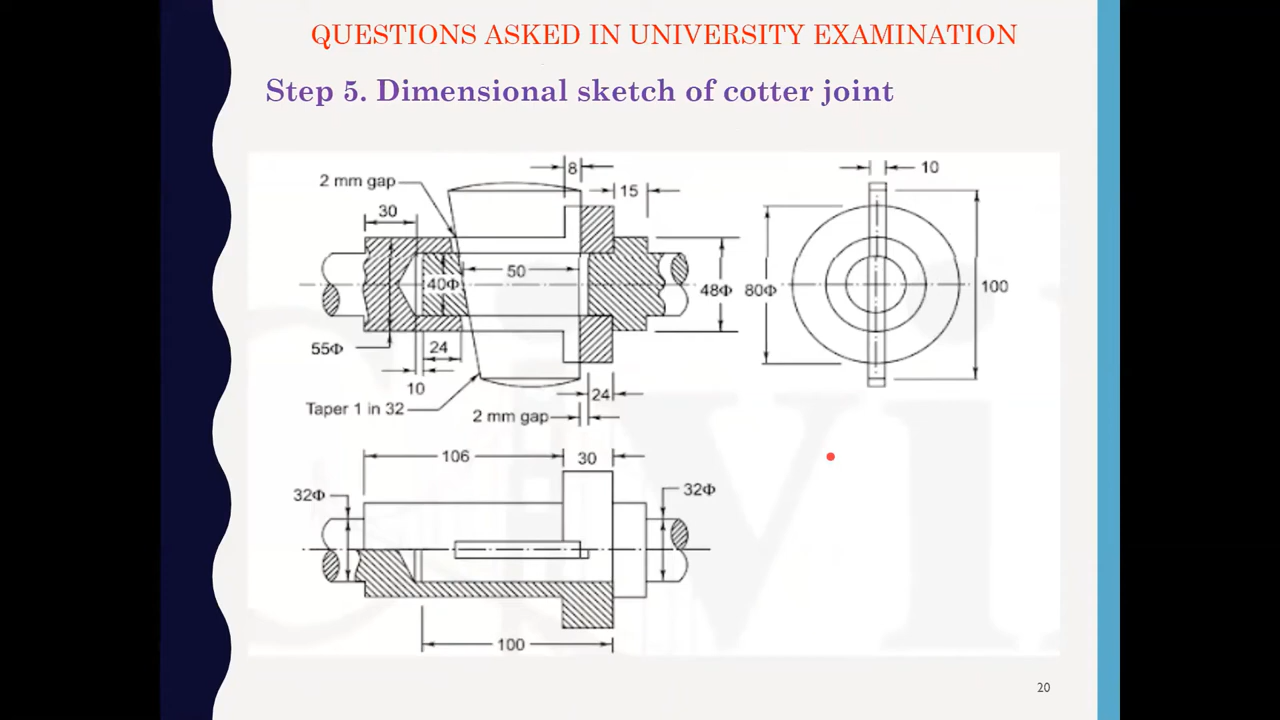 QUESTIONS ASKED IN UNIVERSITY EXAMINATION
Step 5. Dimensional sketch of cotter joint
8
10
2 mm gap
15
30
50
40Φ
48Φ
80Φ
100
55Φ
24
10
24
Taper 1 in 32
2 mm gap
106
30
32Φ
32Φ
100
20